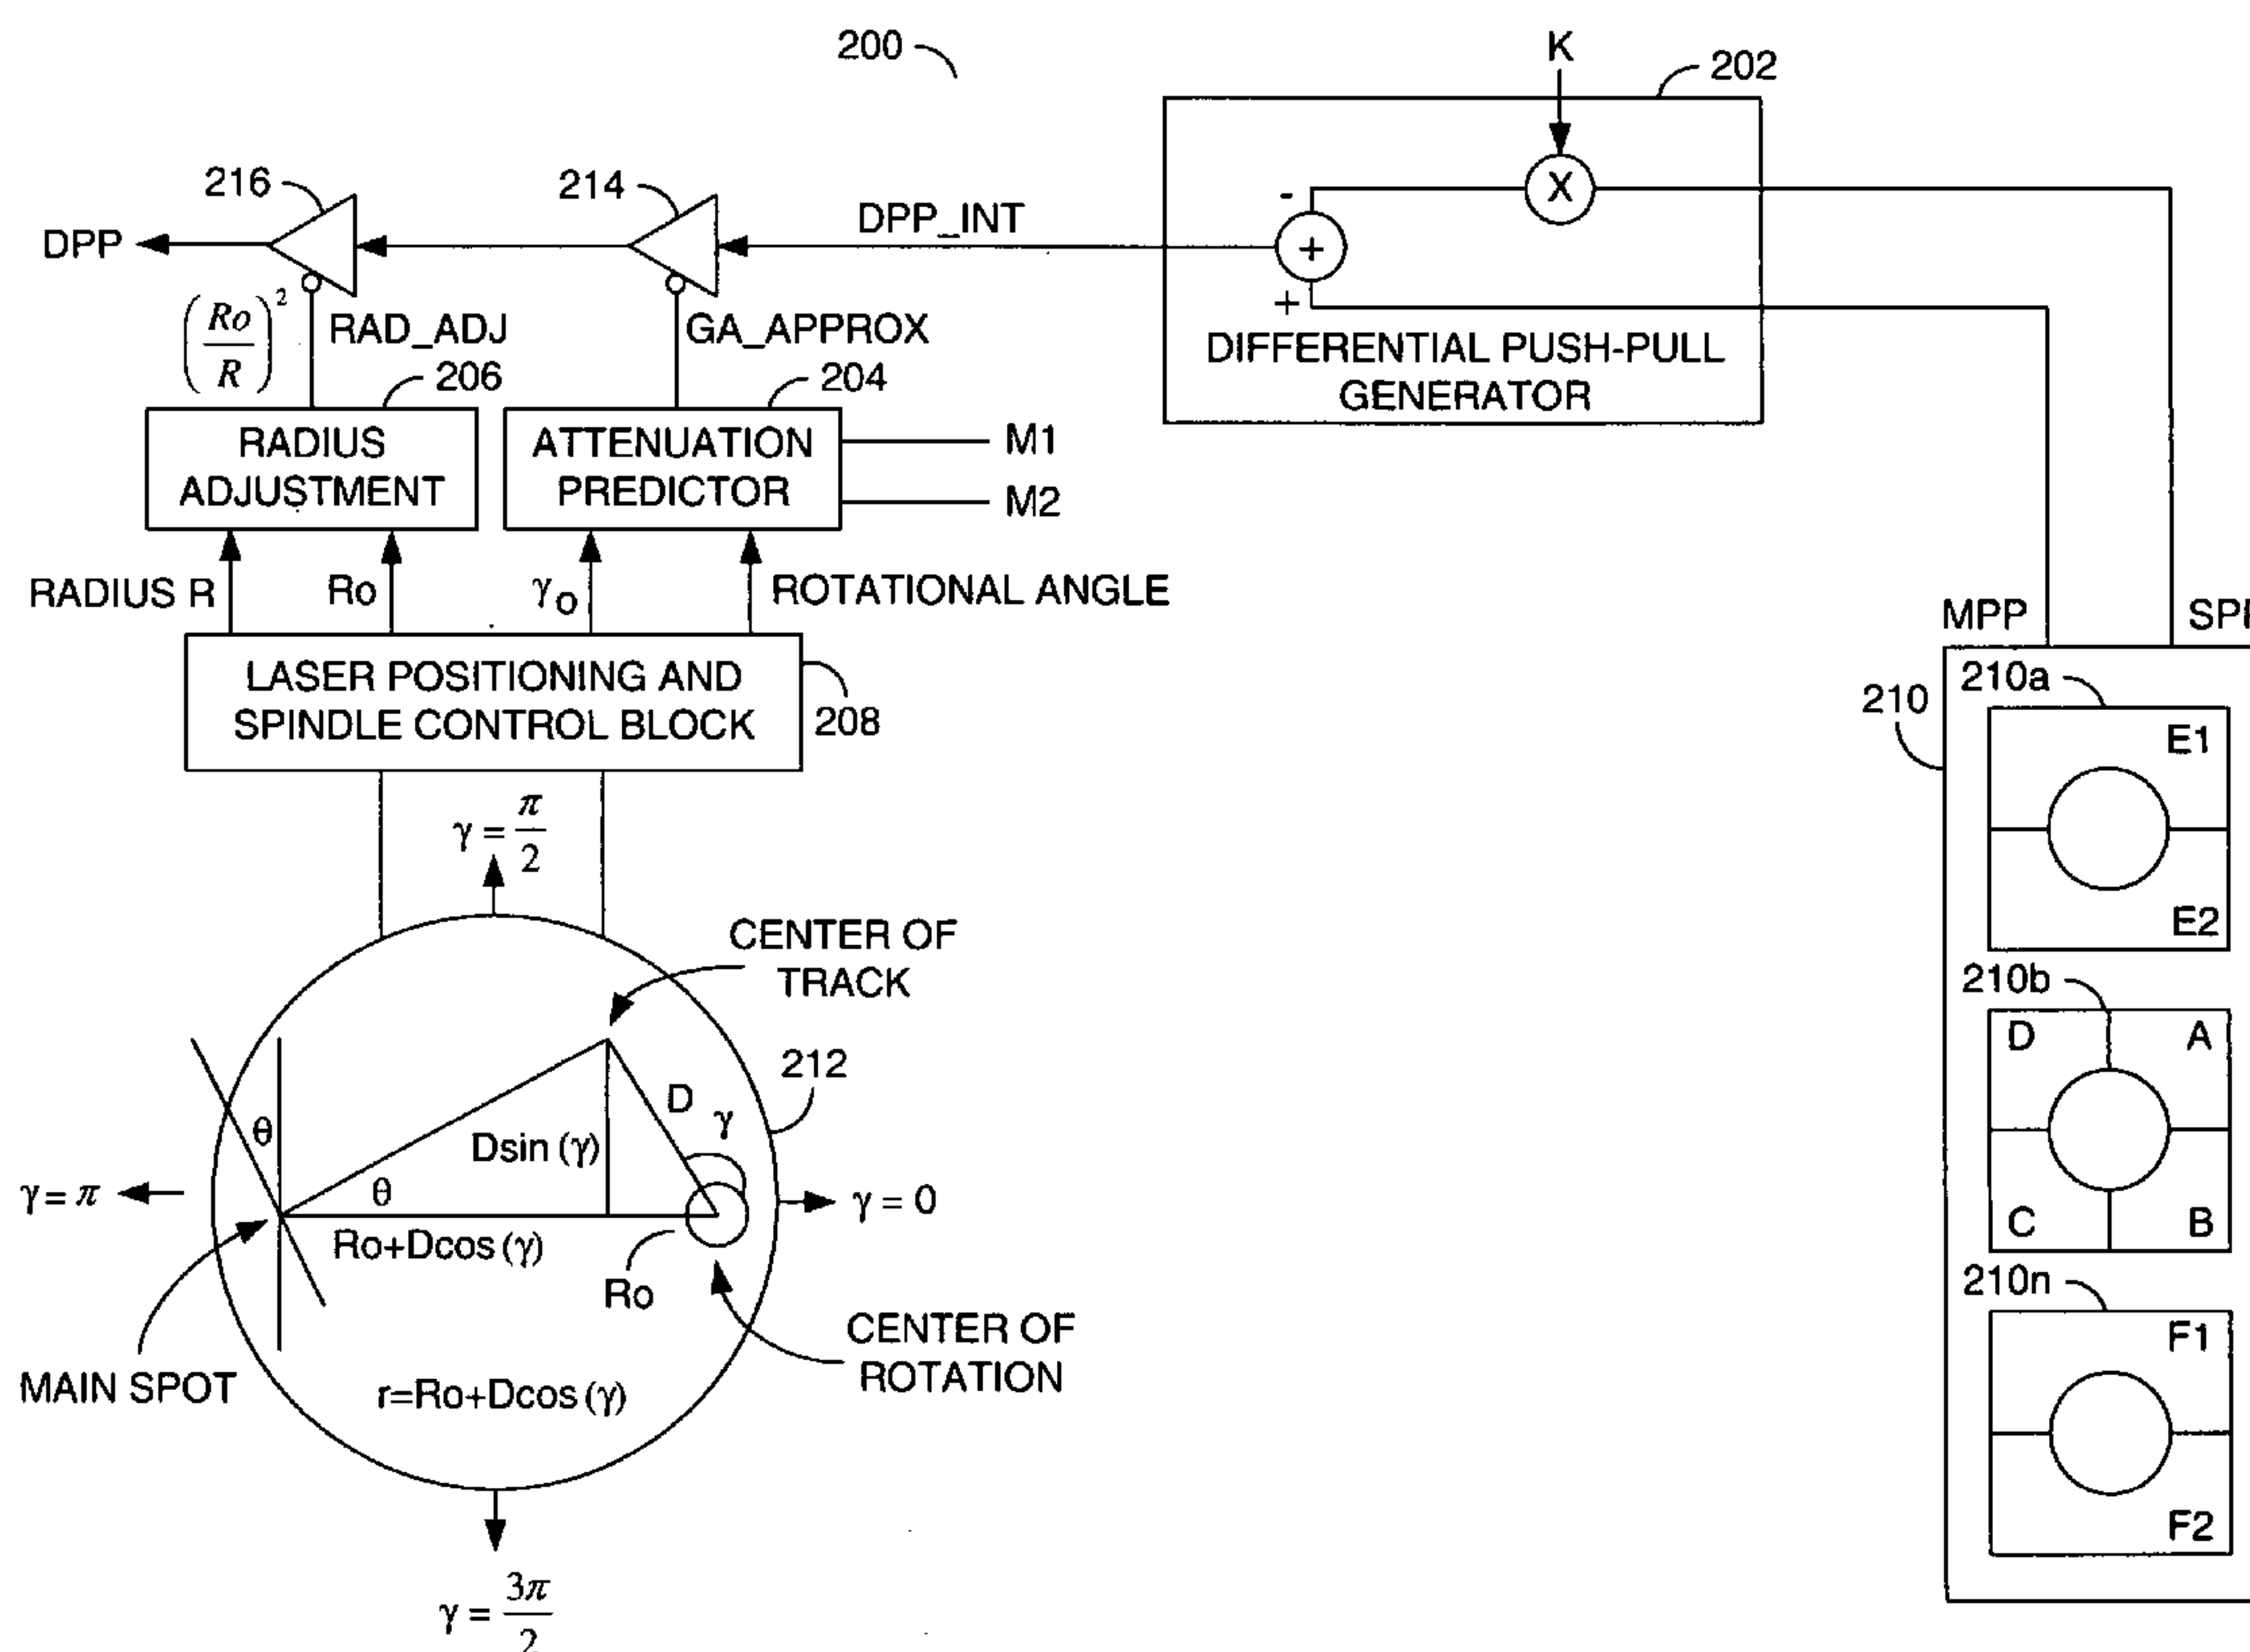 200
K
202
216
214
X
-
DPP
DPP_INT
+
+
(Ro/R)²
RAD_ADJ
GA_APPROX
DIFFERENTIAL PUSH-PULL
GENERATOR
206
204
RADIUS
ADJUSTMENT
ATTENUATION
PREDICTOR
M1
M2
RADIUS R
Ro
γo
ROTATIONAL ANGLE
MPP
LASER POSITIONING AND
SPINDLE CONTROL BLOCK
208
210
210a
E1
E2
γ = π/2
CENTER OF
TRACK
212
210b
D
A
C
B
θ
D
γ
Dsin (γ)
θ
γ = π
γ = 0
Ro+Dcos (γ)
Ro
CENTER OF
ROTATION
MAIN SPOT
r=Ro+Dcos (γ)
210n
F1
F2
γ = 3π/2